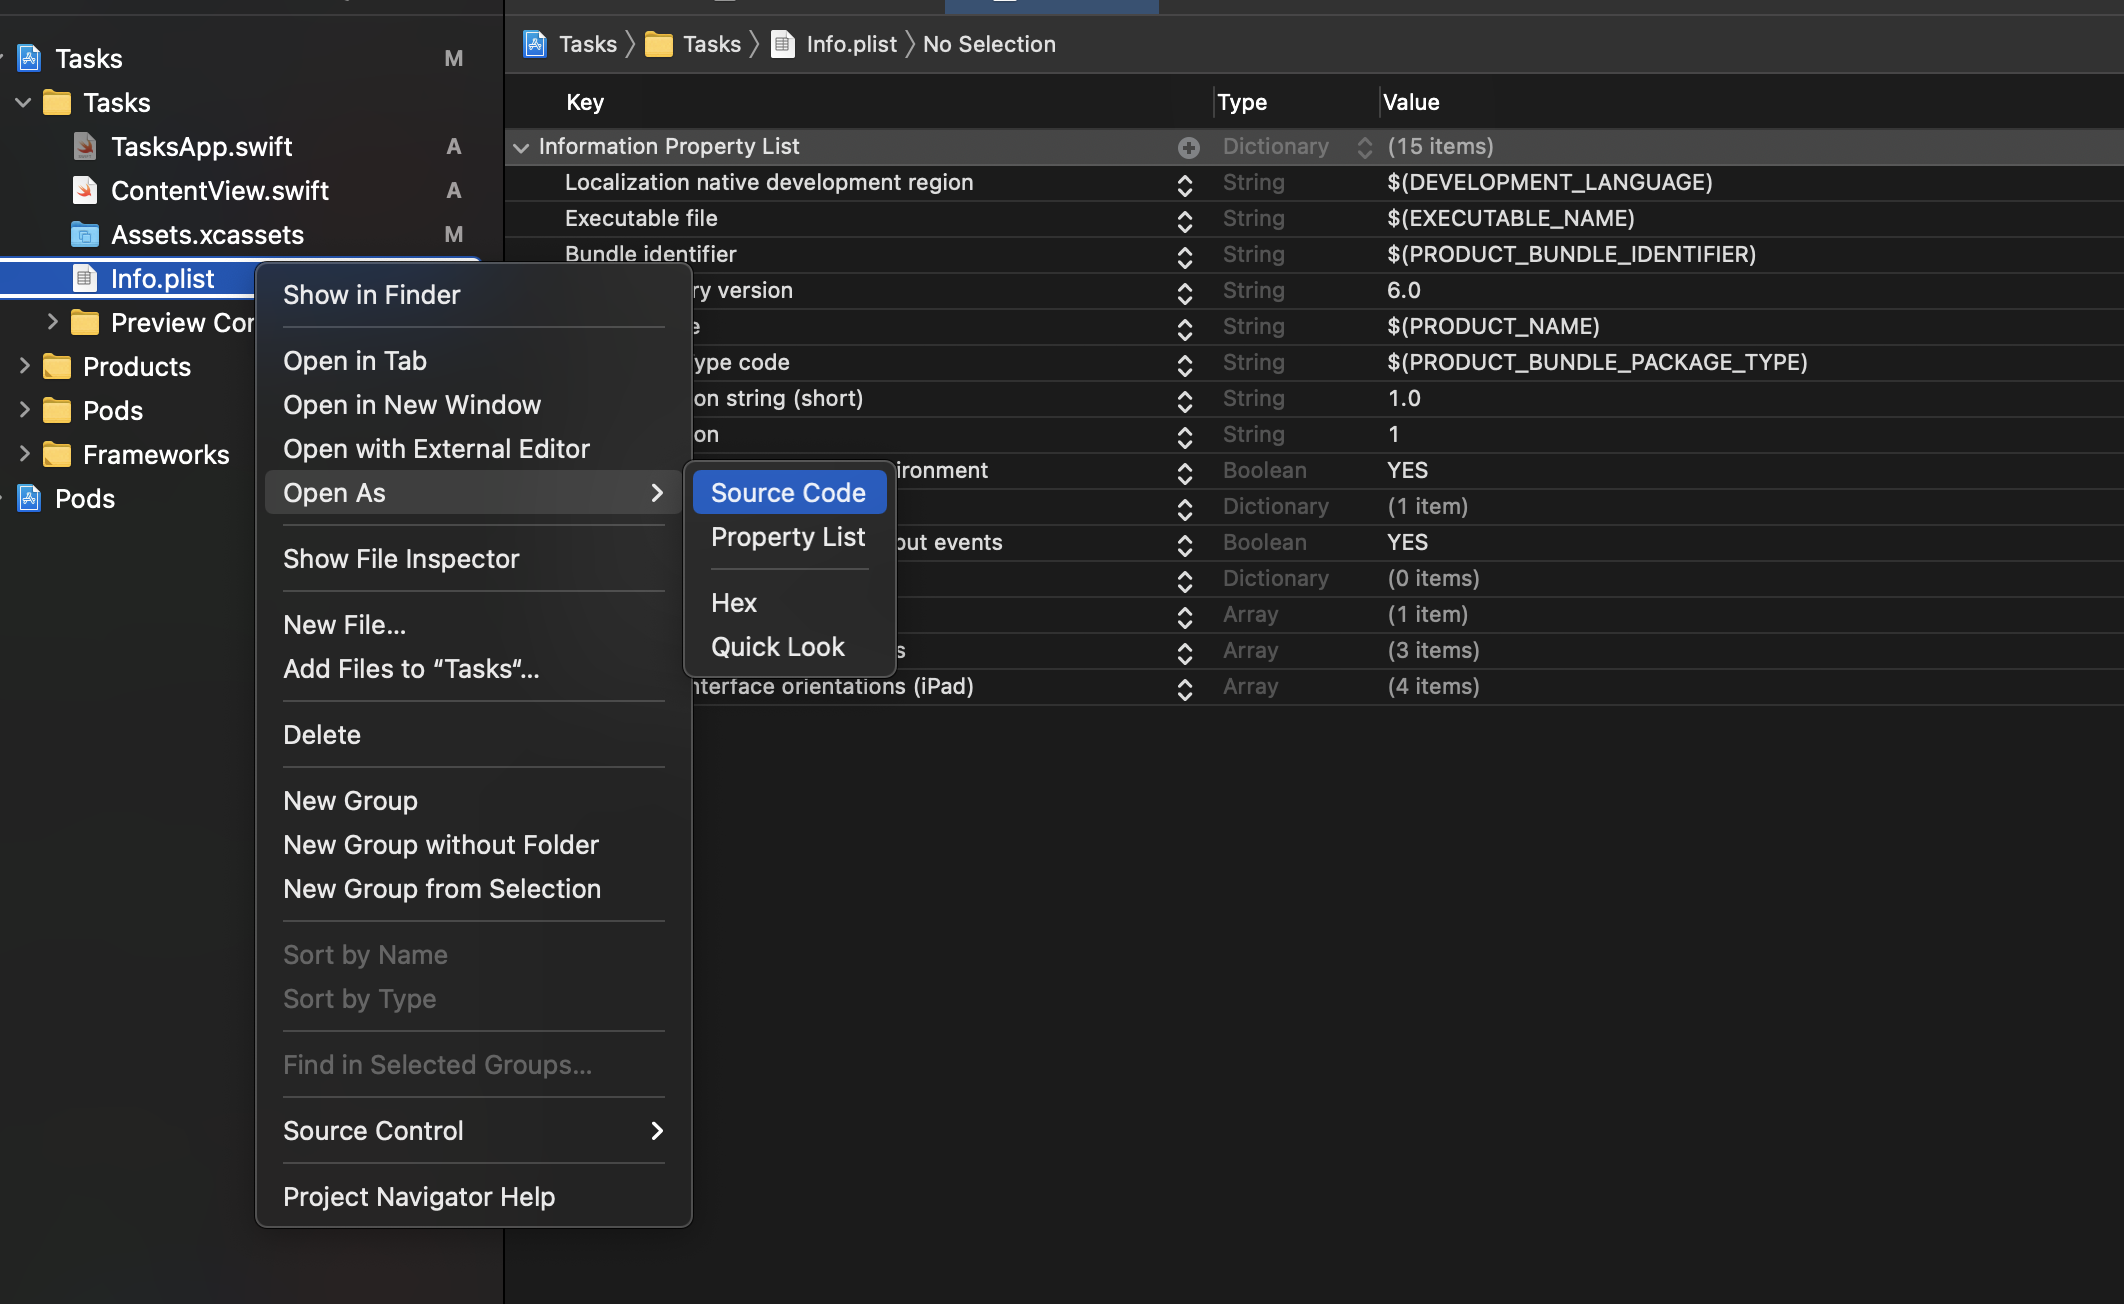 Tasks M
Tasks
TasksApp.swift A
ContentView.swift A
Assets.xcassets M
Info.plist
Preview Cor
Products
Pods
Frameworks
Pods
Show in Finder
Open in Tab
Open in New Window
Open with External Editor
Open As
Show File Inspector
New File...
Add Files to “Tasks“...
Delete
New Group
New Group without Folder
New Group from Selection
Sort by Name
Sort by Type
Find in Selected Groups...
Source Control
Project Navigator Help
Source Code
Property List
Hex
Quick Look
Tasks Tasks Info.plist No Selection
Key Type Value
Information Property List Dictionary (15 items)
Localization native development region String $(DEVELOPMENT_LANGUAGE)
Executable file String $(EXECUTABLE_NAME)
Bundle identifier String $(PRODUCT_BUNDLE_IDENTIFIER)
ry version String 6.0
e String $(PRODUCT_NAME)
ype code String $(PRODUCT_BUNDLE_PACKAGE_TYPE)
on string (short) String 1.0
on String 1
ironment Boolean YES
Dictionary (1 item)
out events Boolean YES
Dictionary (0 items)
Array (1 item)
s Array (3 items)
nterface orientations (iPad) Array (4 items)